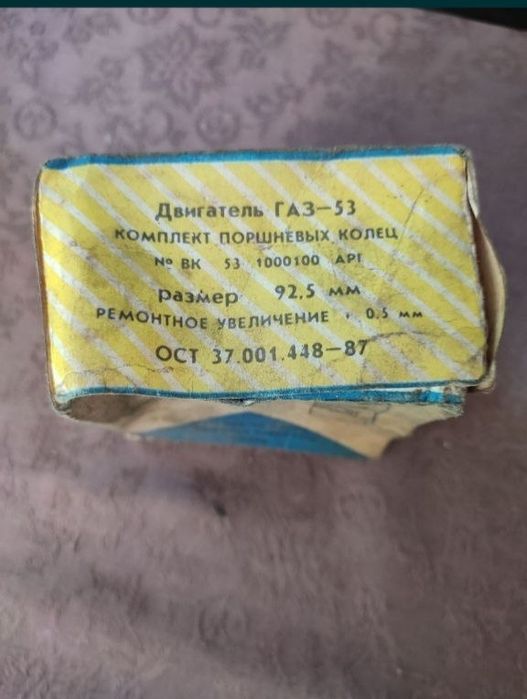 Двигатель ГАЗ—53
КОМПЛЕКТ ПОРШНЕВЫХ КОЛЕЦ
№ ВК 53 1000100 АРІ
размер 92.5 мм
РЕМОНТНОЕ УВЕЛИЧЕНИЕ 0.5 мм
ОСТ 37.001.448—87